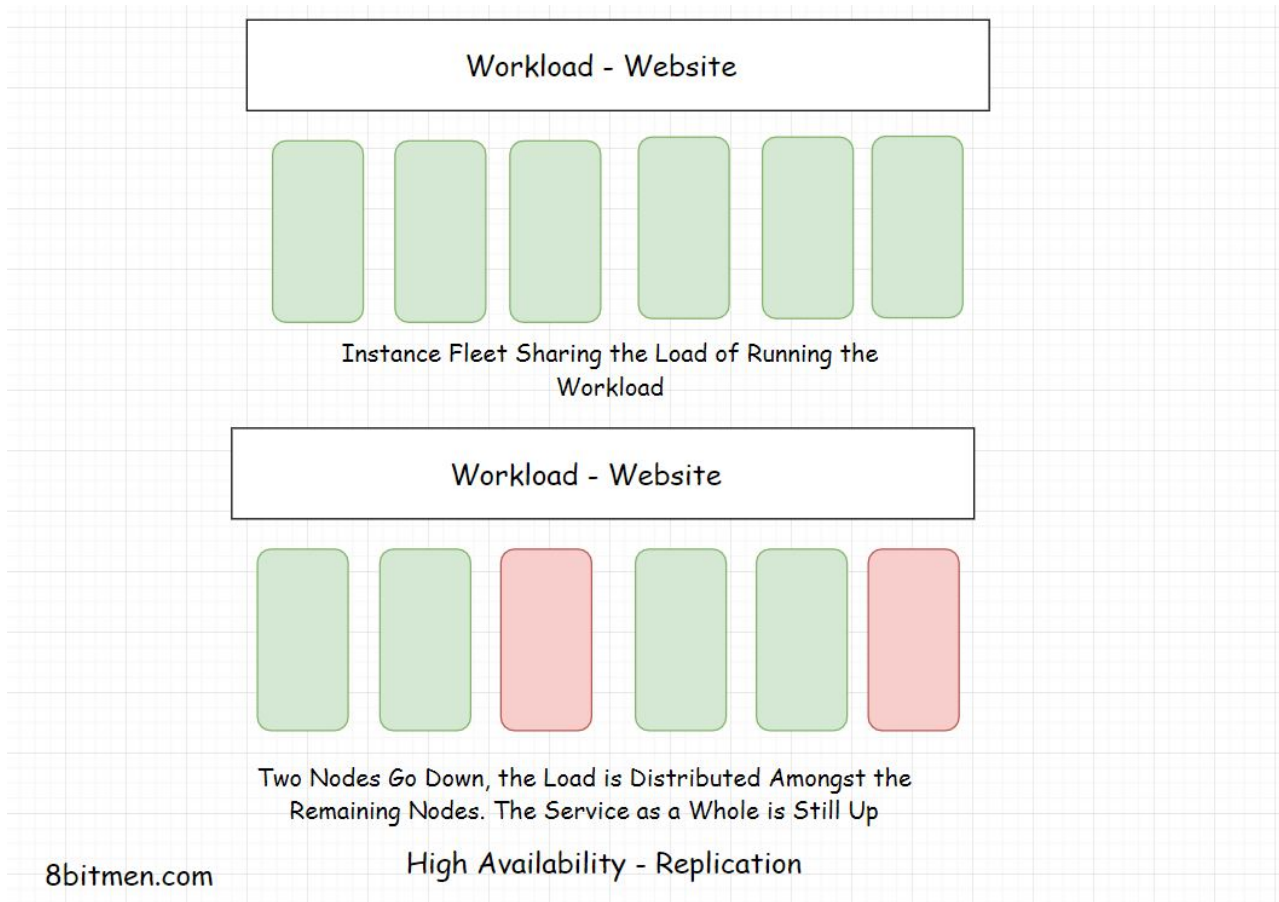 Workload - Website
Instance Fleet Sharing the Load of Running the
Workload
Workload - Website
Two Nodes Go Down, the Load is Distributed Amongst the
Remaining Nodes. The Service as a Whole is Still Up
High Availability - Replication
8bitmen.com